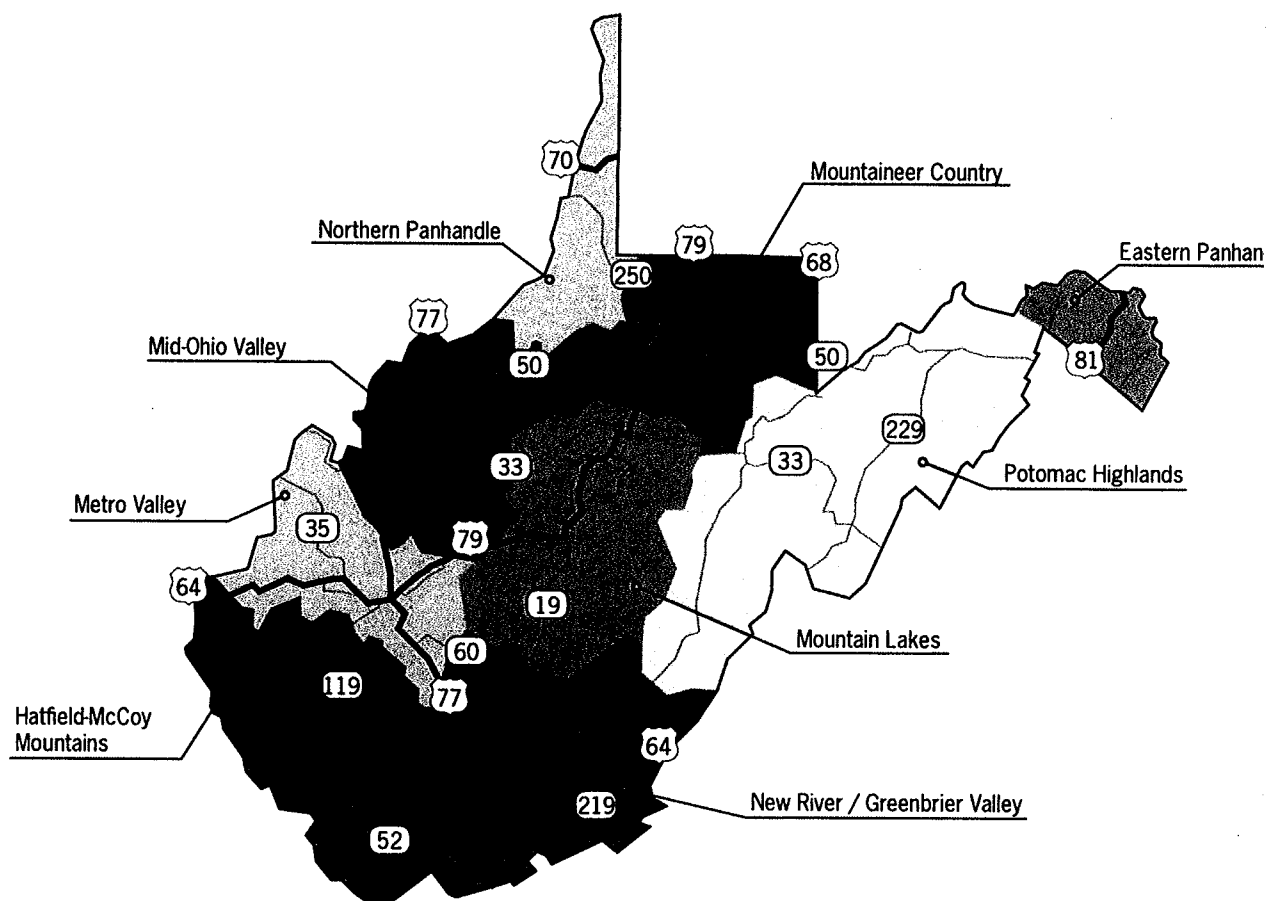 70
Mountaineer Country
Northern Panhandle
79
68
Eastern Panhan
250
77
Mid-Ohio Valley
50
50
81
229
33
33
Potomac Highlands
Metro Valley
35
79
64
19
Mountain Lakes
60
119
77
Hatfield-McCoy
Mountains
64
219
New River / Greenbrier Valley
52